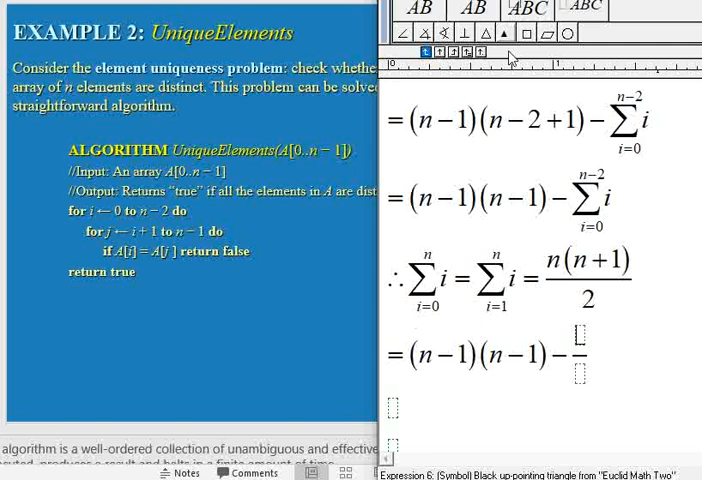 EXAMPLE 2: UniqueElements
Consider the element uniqueness problem: check whethe
array of n elements are distinct. This problem can be solve
straightforward algorithm.
ALGORITHM UniqueElements(A[0..n − 1])
//Input: An array A[0..n − 1]
//Output: Returns “true” if all the elements in A are dist
for i ← 0 to n − 2 do
for j ← i + 1 to n − 1 do
if A[i] = A[j ] return false
return true
algorithm is a well-ordered collection of unambiguous and effective
Notes
Comments
AB AB ABC ABC
0 1
= (n−1)(n−2+1) − ∑_{i=0}^{n−2} i
= (n−1)(n−1) − ∑_{i=0}^{n−2} i
∴ ∑_{i=0}^{n} i = ∑_{i=1}^{n} i = n(n+1)/2
= (n−1)(n−1) −
Expression 6: (Symbol) Black up-pointing triangle from "Euclid Math Two"